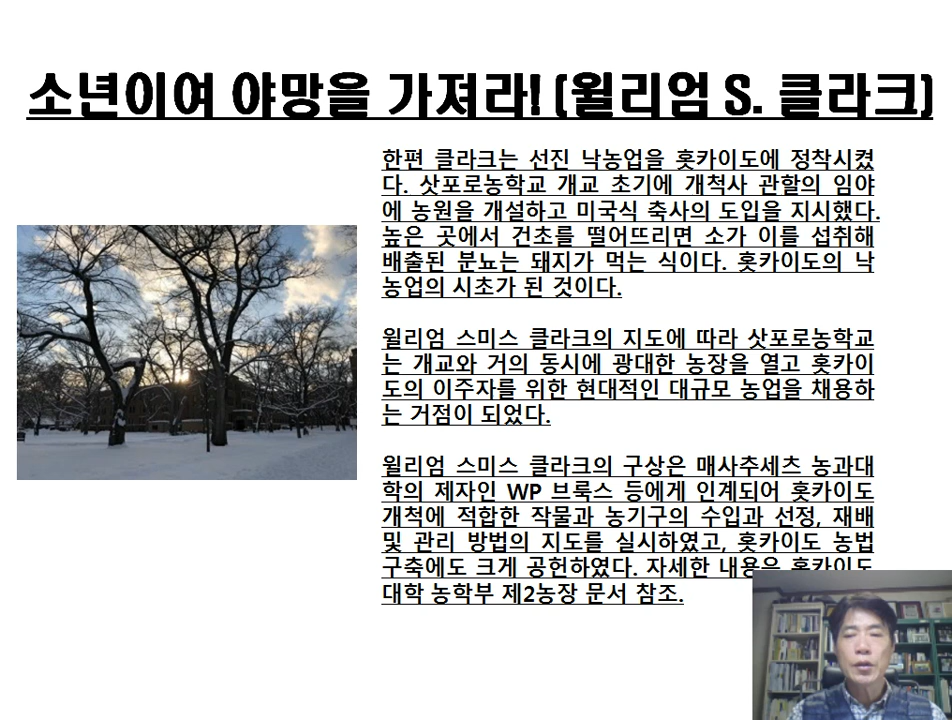 소년이여 야망을 가져라! (윌리엄 S. 클라크)
한편 클라크는 선진 낙농업을 홋카이도에 정착시켰
다. 삿포로농학교 개교 초기에 개척사 관할의 임야
에 농원을 개설하고 미국식 축사의 도입을 지시했다.
높은 곳에서 건초를 떨어뜨리면 소가 이를 섭취해
배출된 분뇨는 돼지가 먹는 식이다. 홋카이도의 낙
농업의 시초가 된 것이다.
윌리엄 스미스 클라크의 지도에 따라 삿포로농학교
는 개교와 거의 동시에 광대한 농장을 열고 홋카이
도의 이주자를 위한 현대적인 대규모 농업을 채용하
는 거점이 되었다.
윌리엄 스미스 클라크의 구상은 매사추세츠 농과대
학의 제자인 WP 브룩스 등에게 인계되어 홋카이도
개척에 적합한 작물과 농기구의 수입과 선정, 재배
및 관리 방법의 지도를 실시하였고, 홋카이도 농법
구축에도 크게 공헌하였다. 자세한 내용은 홋카이도
대학 농학부 제2농장 문서 참조.